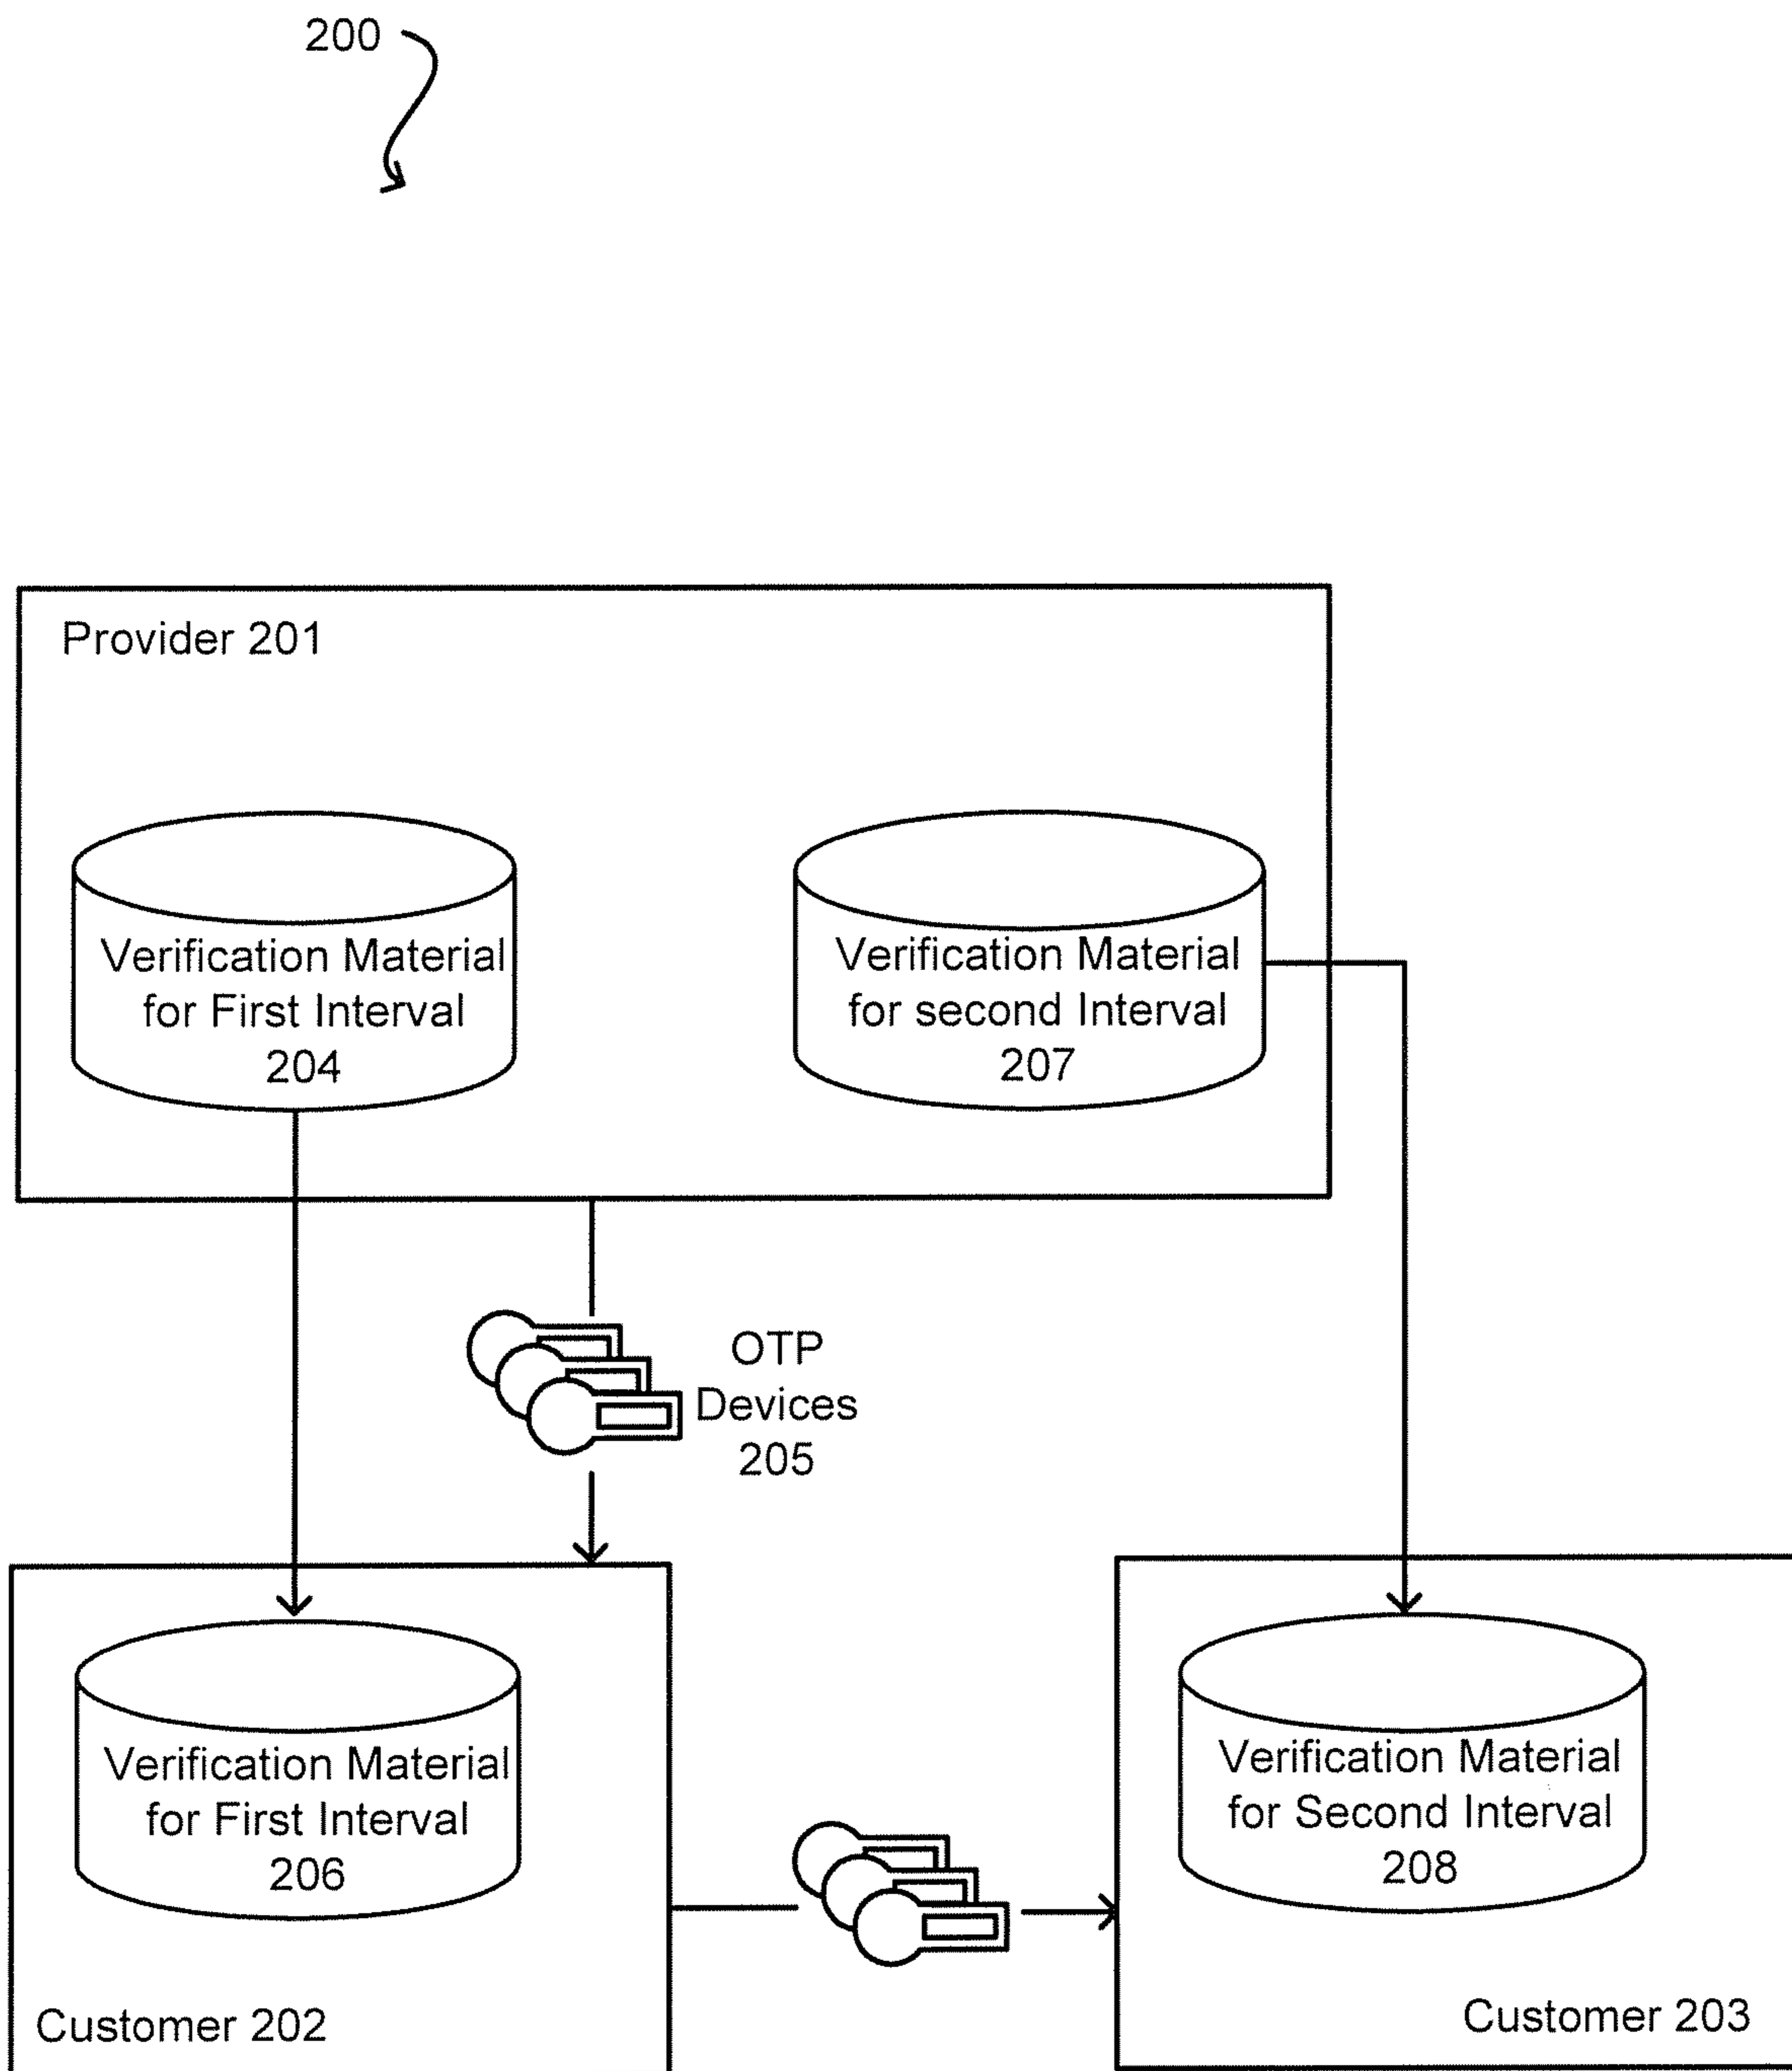 200
Provider 201
Verification Material
for First Interval
204
Verification Material
for second Interval
207
OTP
Devices
205
Verification Material
for First Interval
206
Customer 202
Verification Material
for Second Interval
208
Customer 203